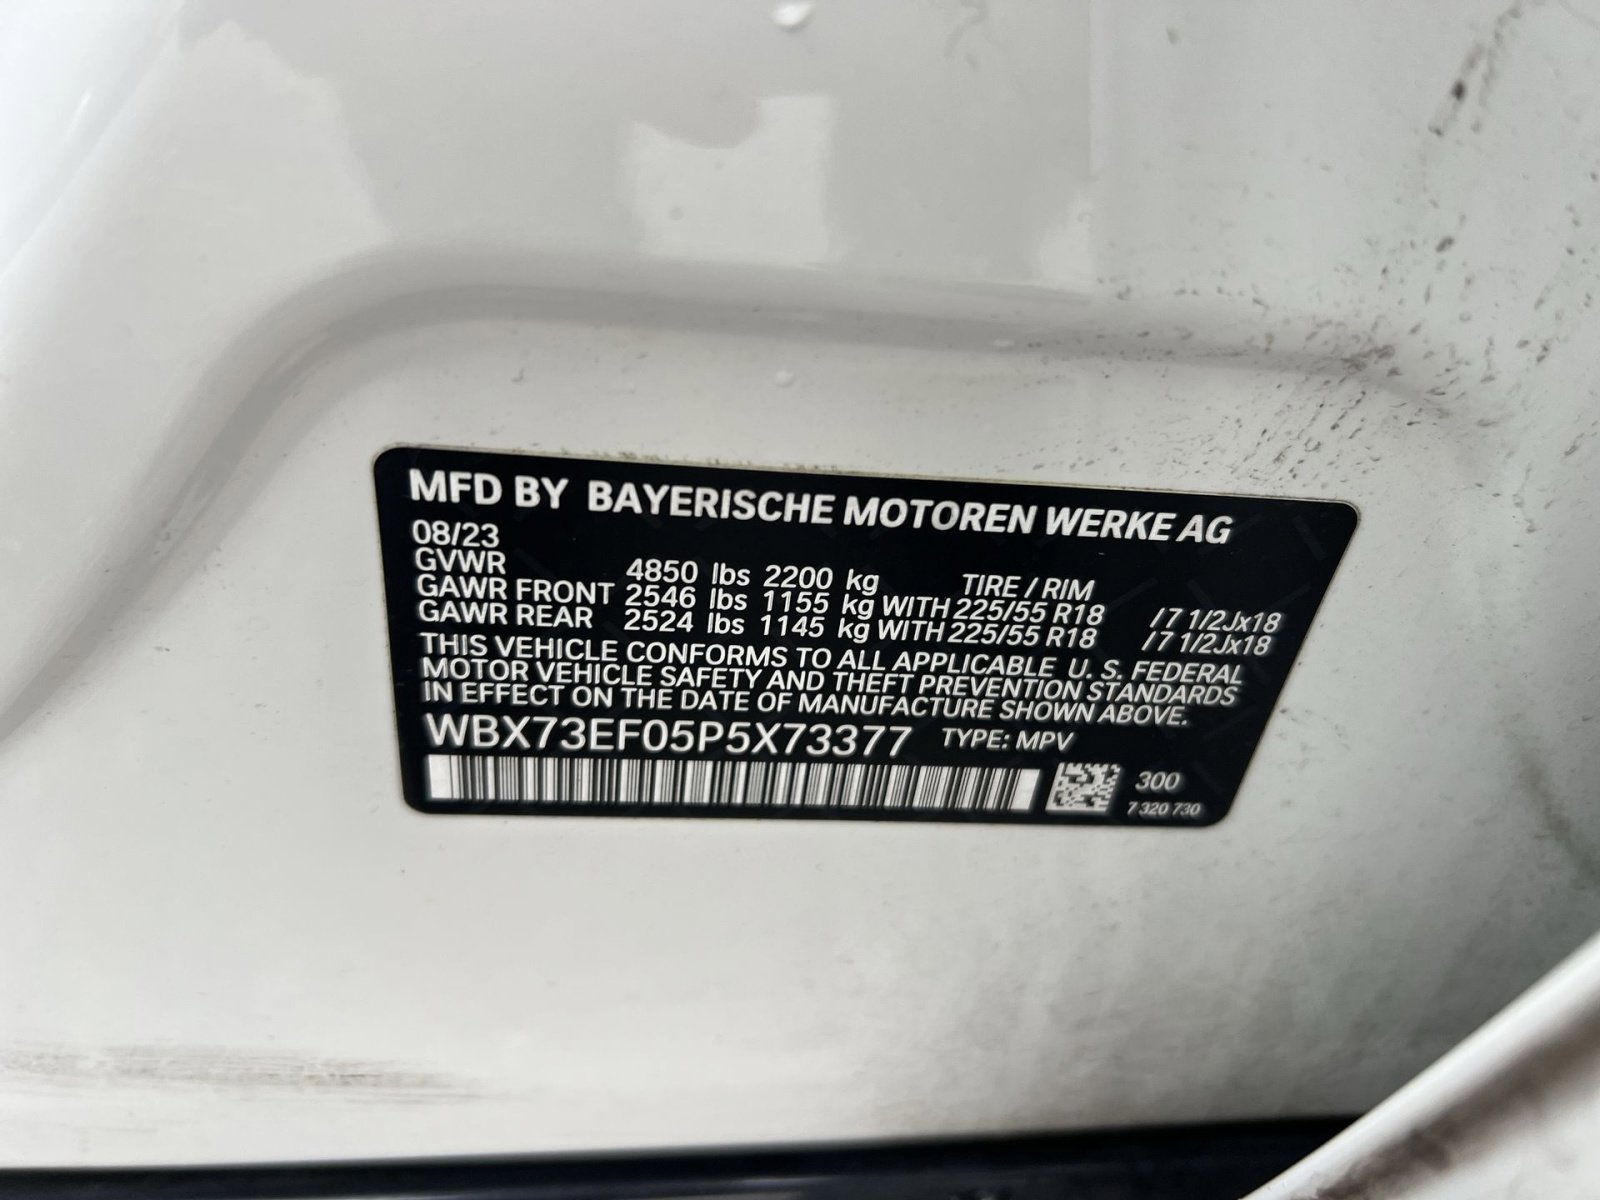 MFD BY BAYERISCHE MOTOREN WERKE AG
08/23
GVWR 4850 lbs 2200 kg TIRE / RIM
GAWR FRONT 2546 lbs 1155 kg WITH 225/55 R18 / 7 1/2Jx18
GAWR REAR 2524 lbs 1145 kg WITH 225/55 R18 / 7 1/2Jx18
THIS VEHICLE CONFORMS TO ALL APPLICABLE U. S. FEDERAL
MOTOR VEHICLE SAFETY AND THEFT PREVENTION STANDARDS
IN EFFECT ON THE DATE OF MANUFACTURE SHOWN ABOVE.
WBX73EF05P5X73377 TYPE: MPV
300
7 320 730